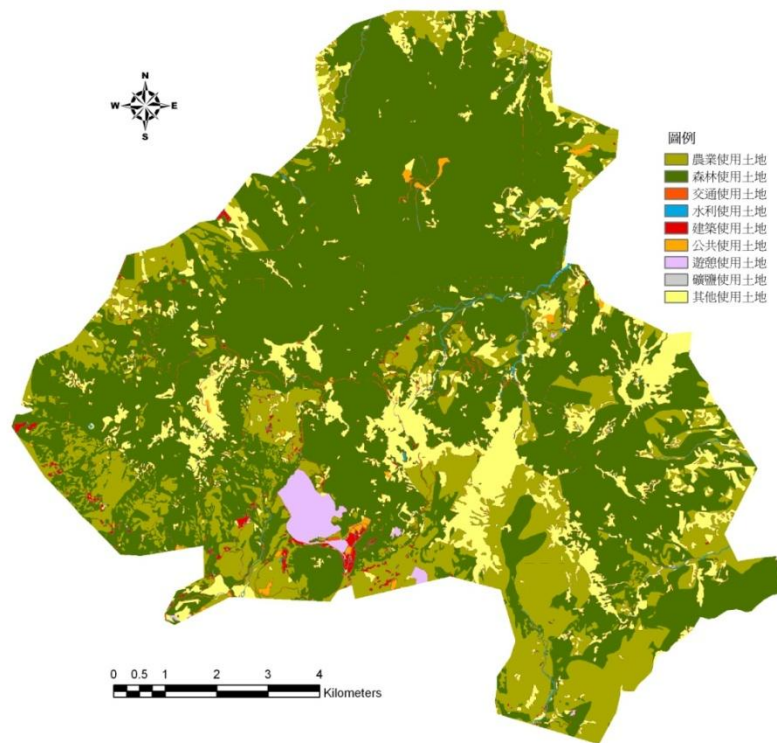 N
W E
S
圖例
農業使用土地
森林使用土地
交通使用土地
水利使用土地
建築使用土地
公共使用土地
遊憩使用土地
礦鹽使用土地
其他使用土地
0 0.5 1 2 3 4
Kilometers